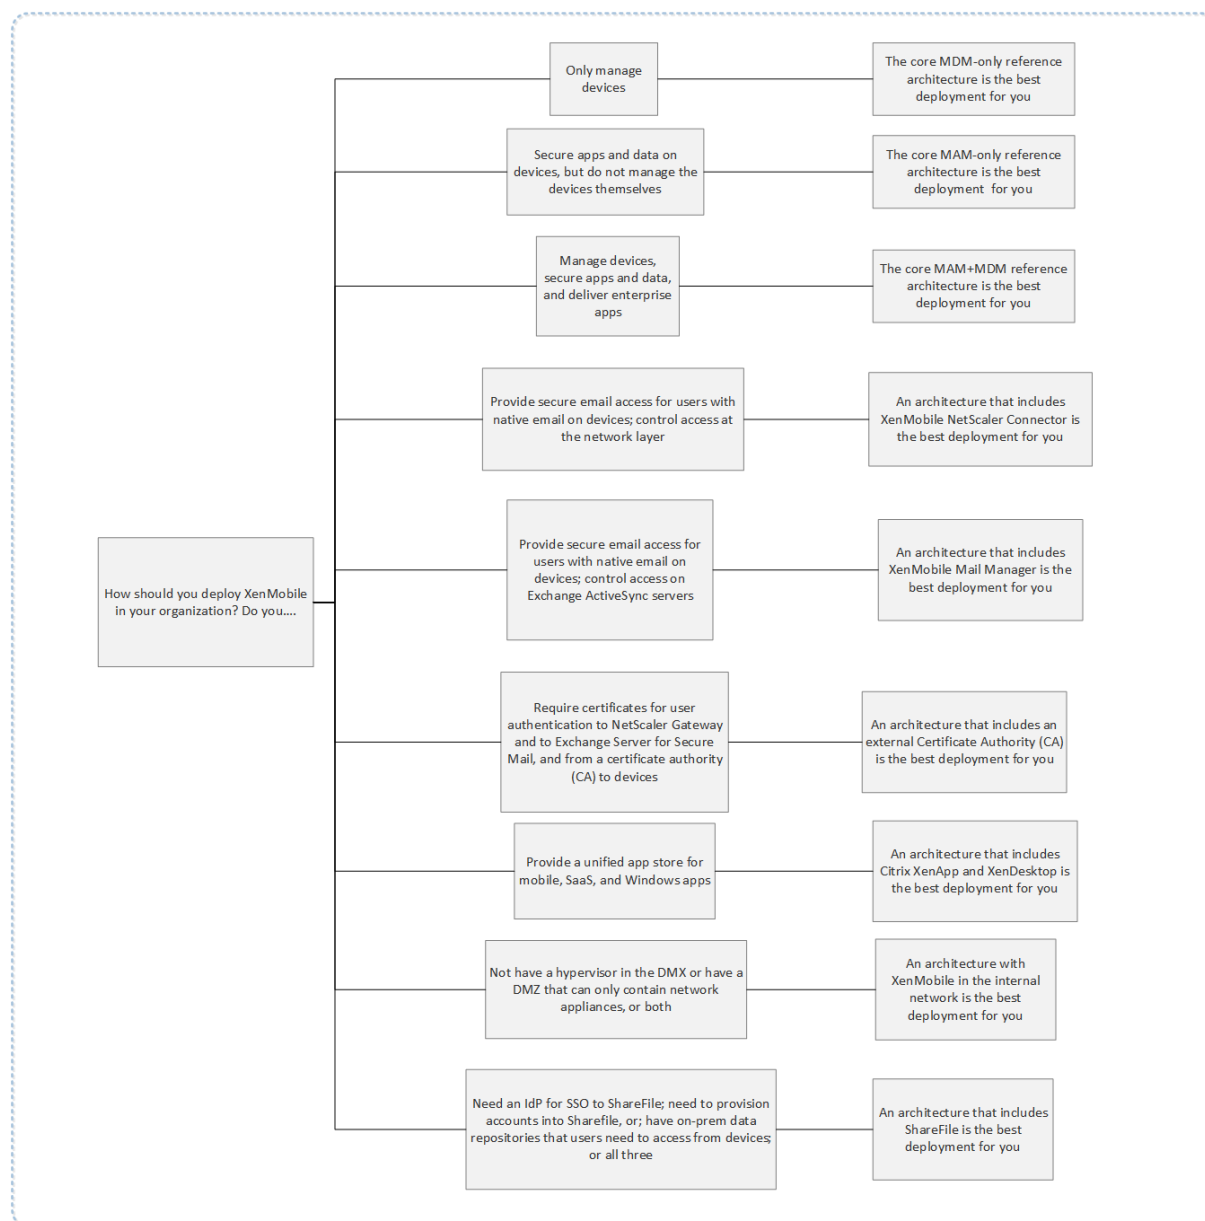 Only manage
devices
The core MDM-only reference
architecture is the best
deployment for you
Secure apps and data on
devices, but do not manage the
devices themselves
The core MAM-only reference
architecture is the best
deployment  for you
Manage devices,
secure apps and data,
and deliver enterprise
apps
The core MAM+MDM reference
architecture is the best
deployment for you
Provide secure email access for users with
native email on devices; control access at
the network layer
An architecture that includes
XenMobile NetScaler Connector is
the best deployment for you
How should you deploy XenMobile
in your organization? Do you....
Provide secure email access for
users with native email on
devices; control access on
Exchange ActiveSync servers
An architecture that includes
XenMobile Mail Manager is the
best deployment for you
Require certificates for user
authentication to NetScaler Gateway
and to Exchange Server for Secure
Mail, and from a certificate authority
(CA) to devices
An architecture that includes an
external Certificate Authority (CA)
is the best deployment for you
Provide a unified app store for
mobile, SaaS, and Windows apps
An architecture that includes
Citrix XenApp and XenDesktop is
the best deployment for you
Not have a hypervisor in the DMX or have a
DMZ that can only contain network
appliances, or both
An architecture with
XenMobile in the internal
network is the best
deployment for you
Need an IdP for SSO to ShareFile; need to provision
accounts into Sharefile, or; have on-prem data
repositories that users need to access from devices;
or all three
An architecture that includes
ShareFile is the best
deployment for you